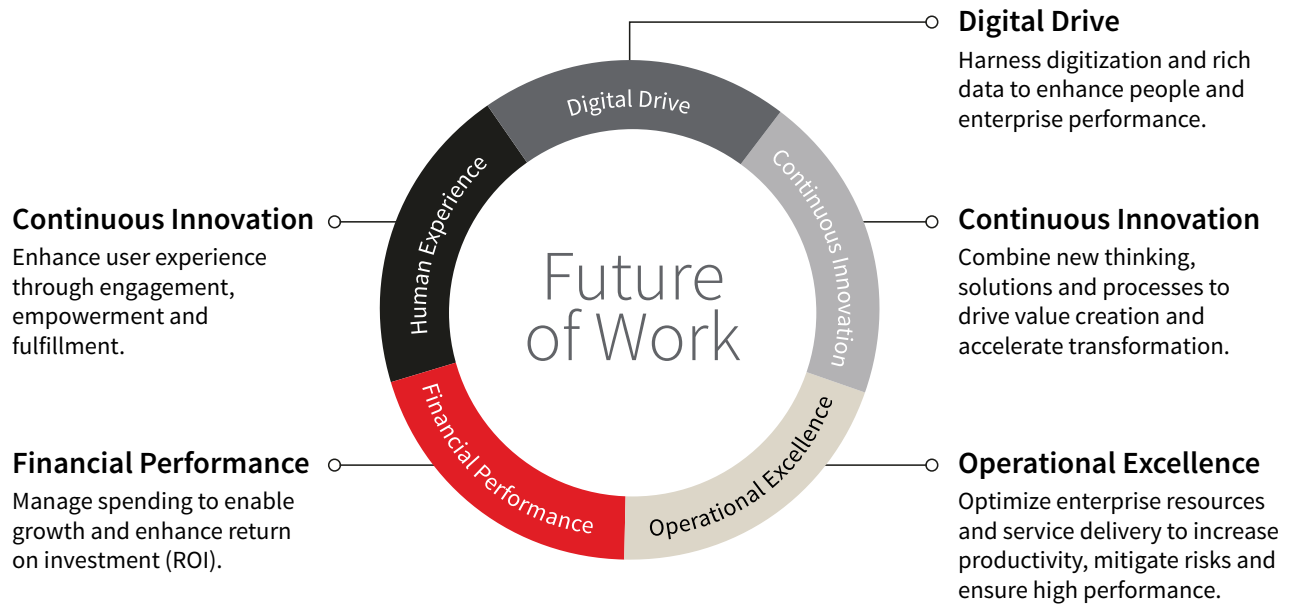 Digital Drive
Harness digitization and rich
data to enhance people and
enterprise performance.
Continuous Innovation
Enhance user experience
through engagement,
empowerment and
fulfillment.
Continuous Innovation
Combine new thinking,
solutions and processes to
drive value creation and
accelerate transformation.
Financial Performance
Manage spending to enable
growth and enhance return
on investment (ROI).
Operational Excellence
Optimize enterprise resources
and service delivery to increase
productivity, mitigate risks and
ensure high performance.
Digital Drive
Continuous Innovation
Operational Excellence
Financial Performance
Human Experience
Future
of Work